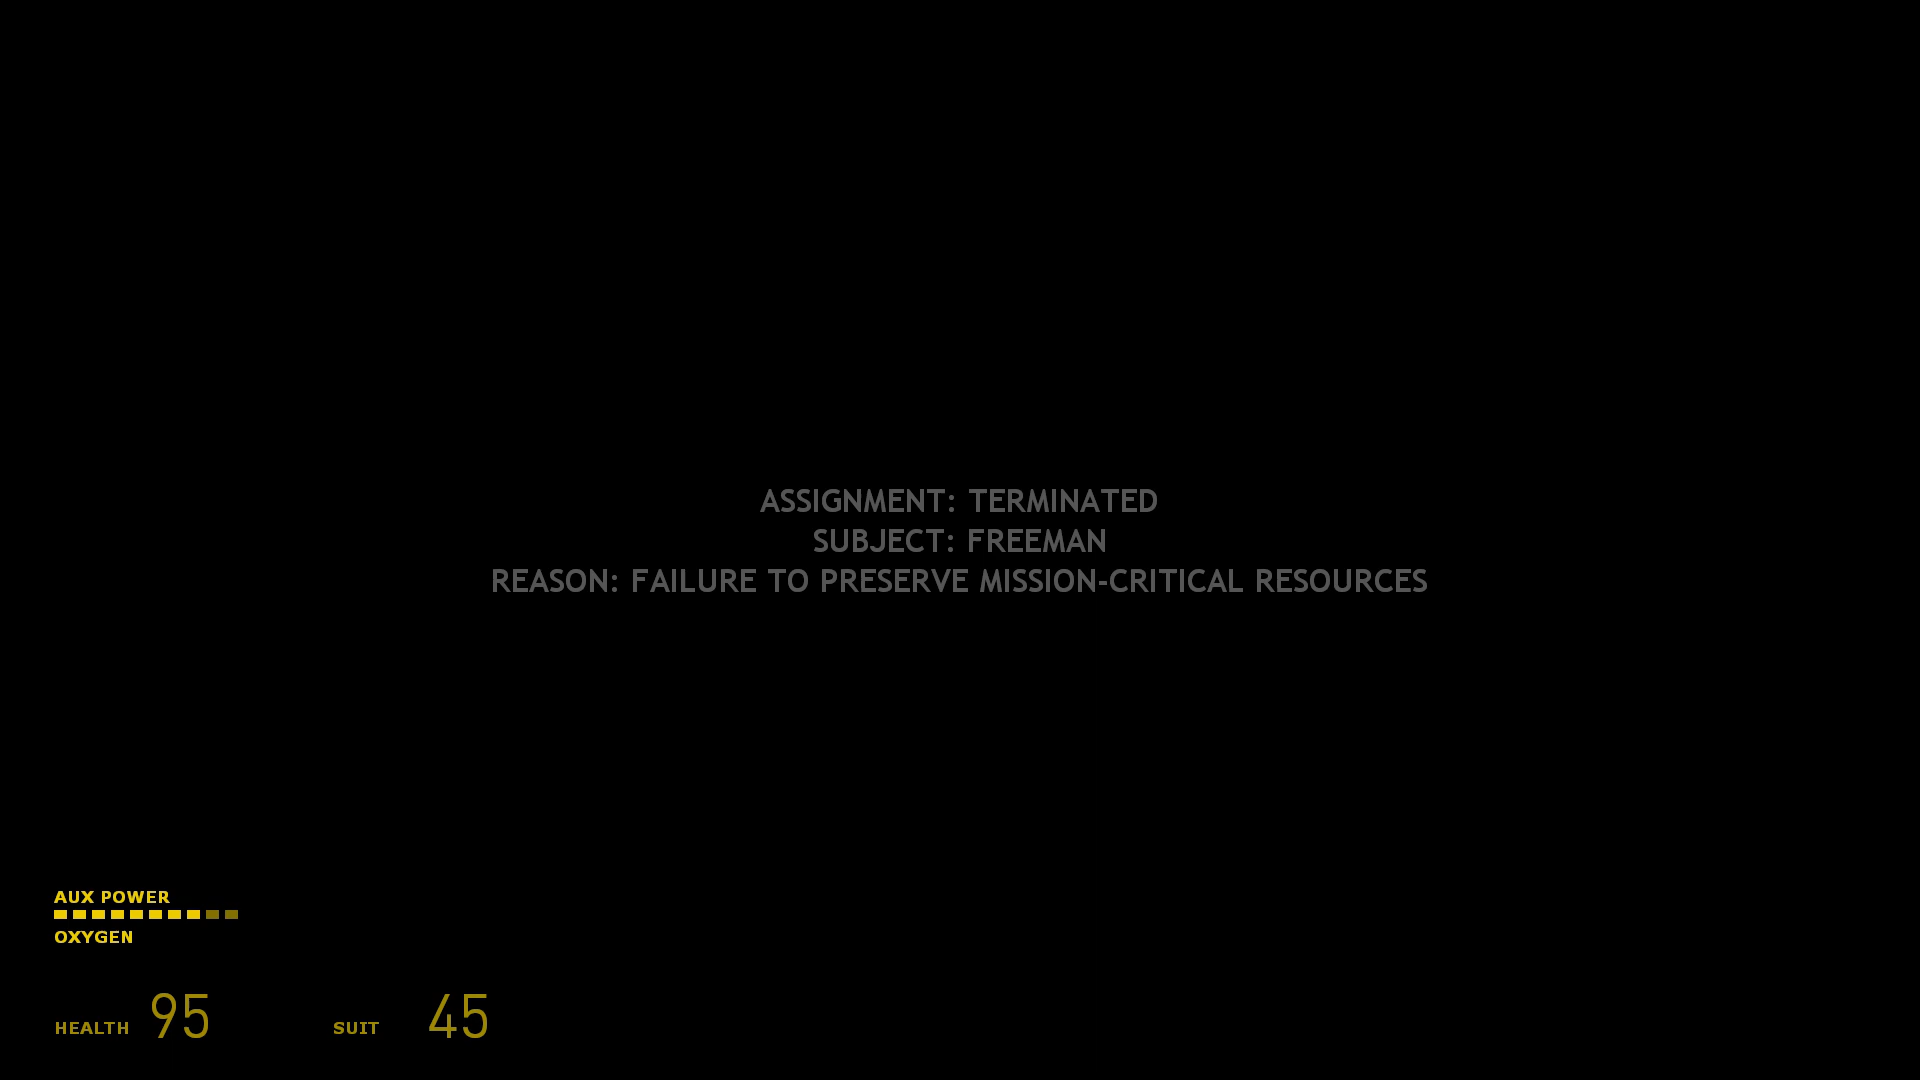 ASSIGNMENT: TERMINATED
SUBJECT: FREEMAN
REASON: FAILURE TO PRESERVE MISSION-CRITICAL RESOURCES
AUX POWER
OXYGEN
HEALTH 95 SUIT 45